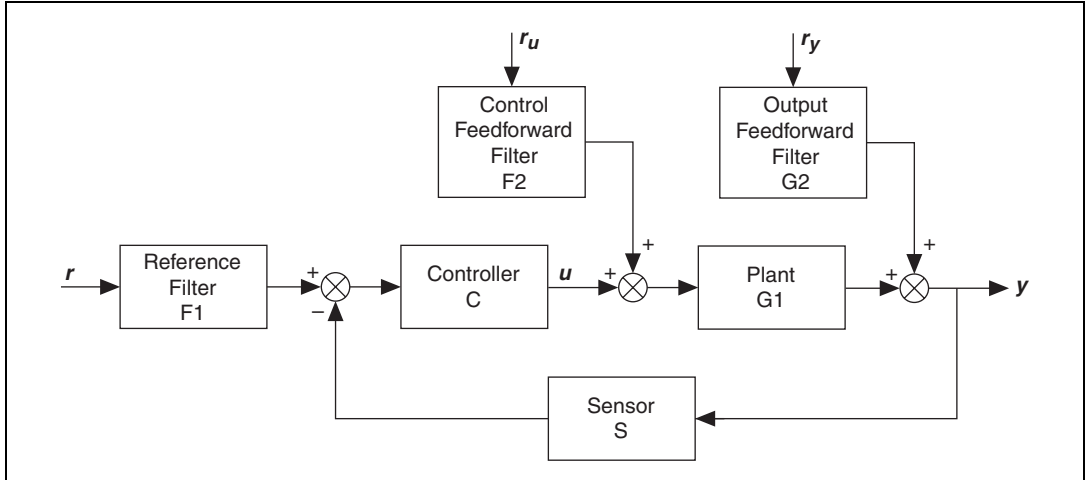 r_u
r_y
Control
Feedforward
Filter
F2
Output
Feedforward
Filter
G2
+
+
r
Reference
Filter
F1
+
–
Controller
C
u
+
Plant
G1
+
y
Sensor
S